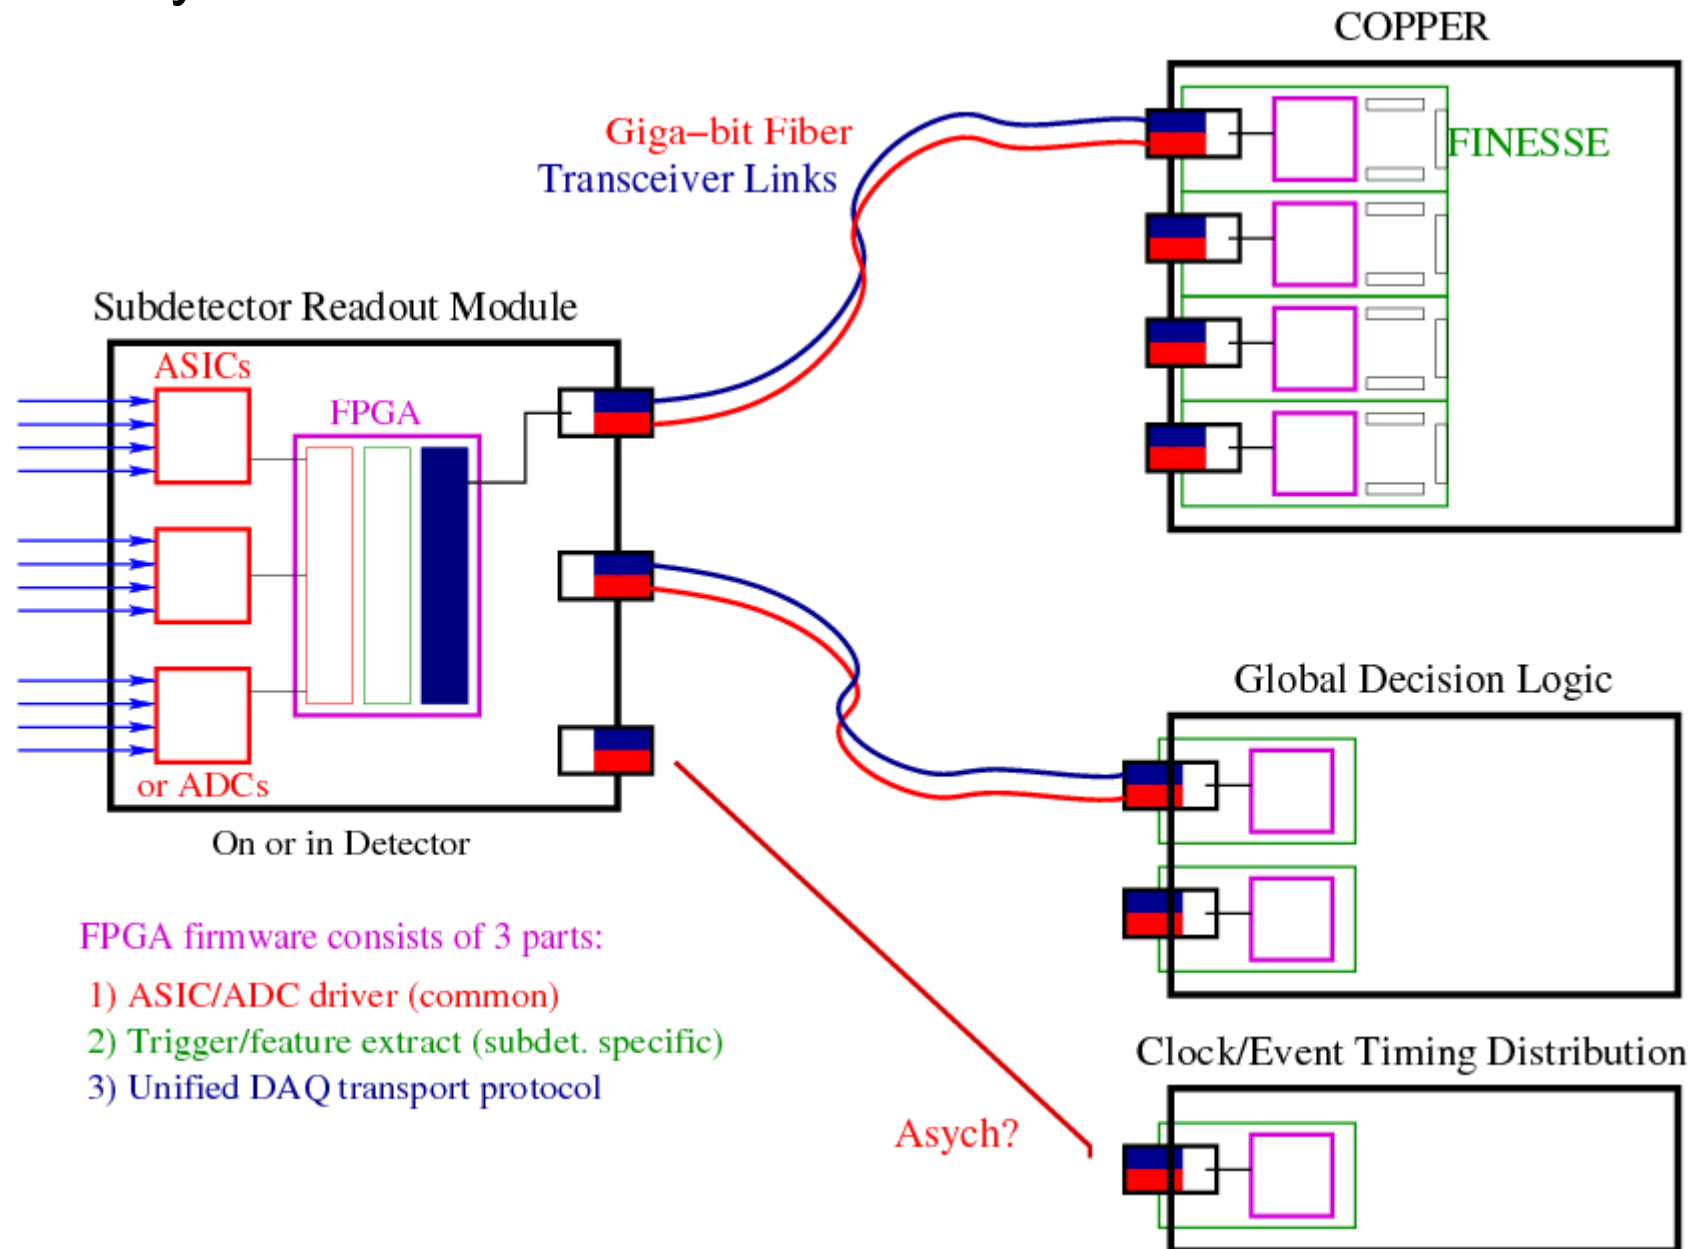 COPPER
Giga-bit Fiber
Transceiver Links
FINESSE
Subdetector Readout Module
ASICs
FPGA
or ADCs
On or in Detector
Global Decision Logic
FPGA firmware consists of 3 parts:
1) ASIC/ADC driver (common)
2) Trigger/feature extract (subdet. specific)
3) Unified DAQ transport protocol
Clock/Event Timing Distribution
Asych?